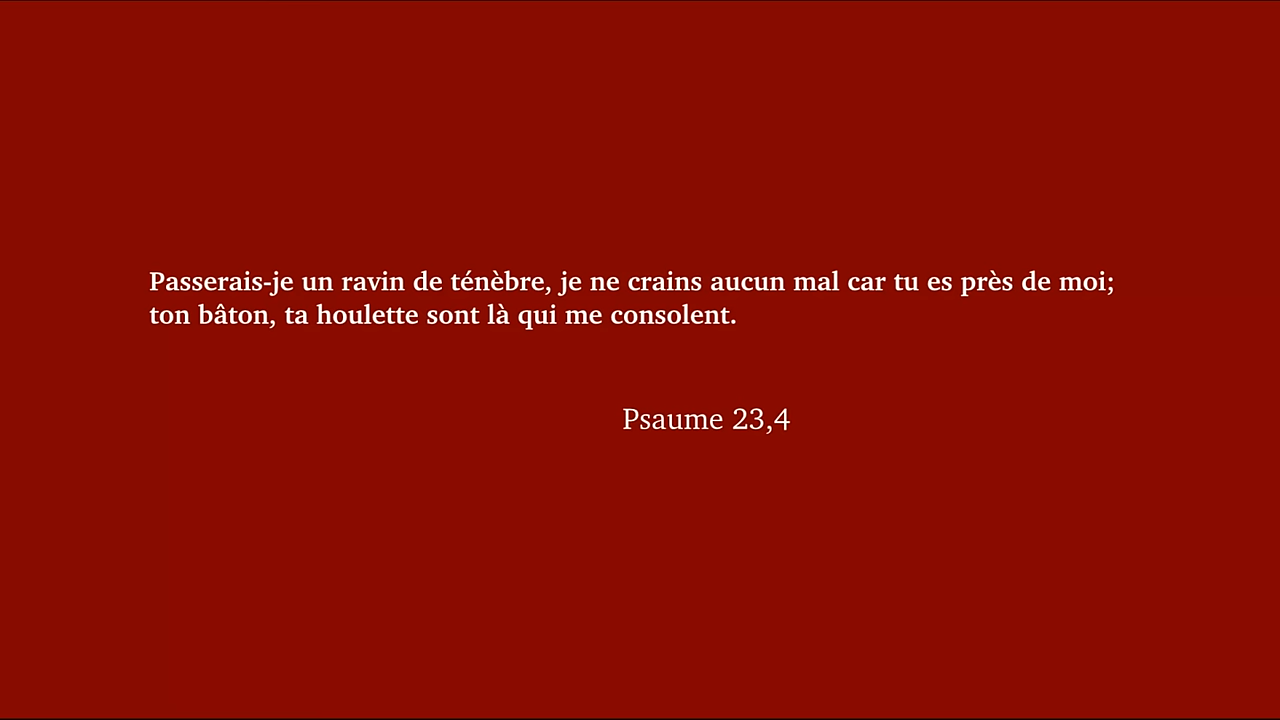 Passerais-je un ravin de ténèbre, je ne crains aucun mal car tu es près de moi;
ton bâton, ta houlette sont là qui me consolent.
Psaume 23,4